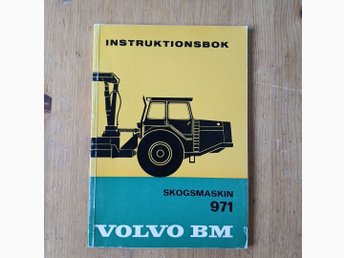 INSTRUKTIONSBOK
SKOGSMASKIN
971
VOLVO BM